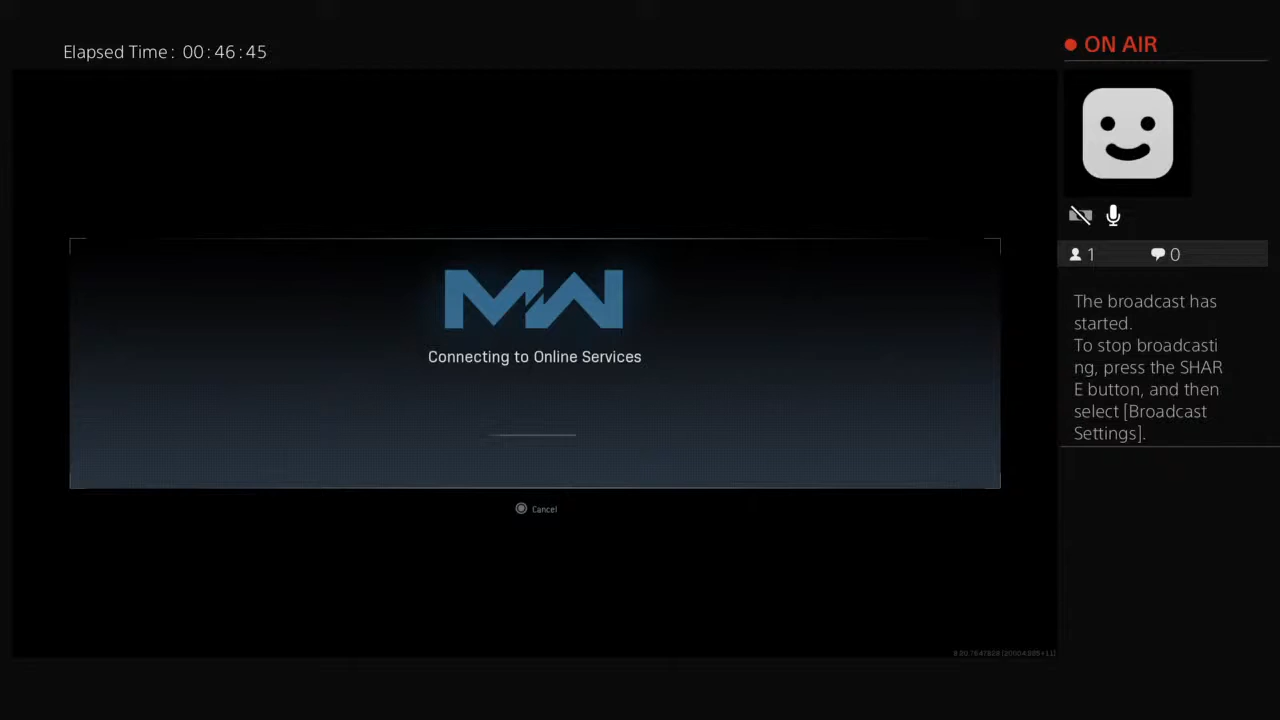 Elapsed Time: 00:46:45
ON AIR
MW
Connecting to Online Services
Cancel
1
0
The broadcast has
started.
To stop broadcasti
ng, press the SHAR
E button, and then
select [Broadcast
Settings].